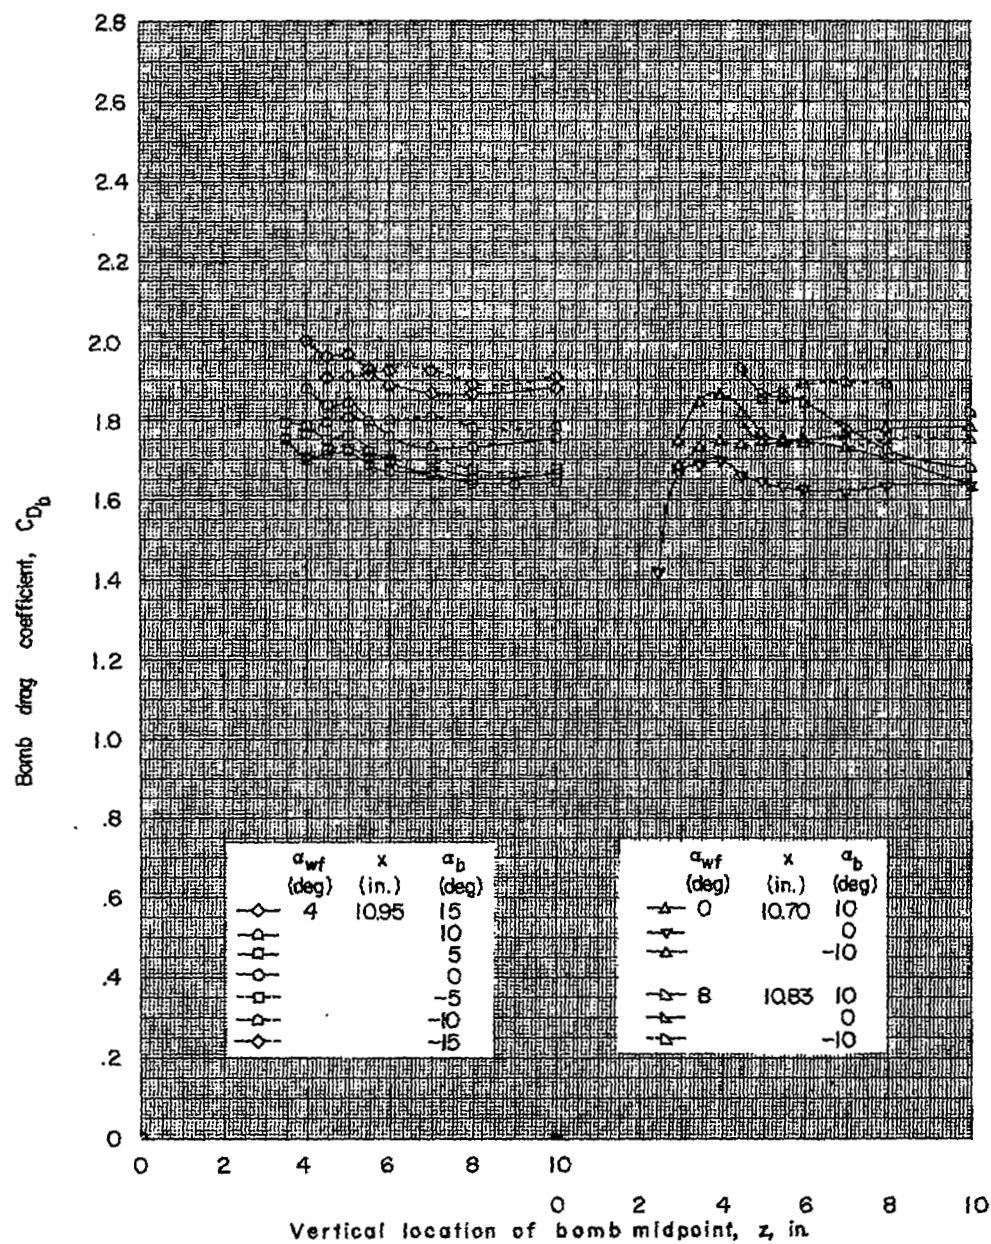 2.8
2.6
2.4
2.2
2.0
1.8
1.6
1.4
1.2
1.0
.8
.6
.4
.2
0
Bomb drag coefficient, C_{D_b}
α_{wf} x α_b
(deg) (in.) (deg)
4 10.95 15
10
5
0
-5
-10
-15
α_{wf} x α_b
(deg) (in.) (deg)
0 10.70 10
0
-10
8 10.83 10
0
-10
0 2 4 6 8 10
0 2 4 6 8 10
Vertical location of bomb midpoint, z, in.